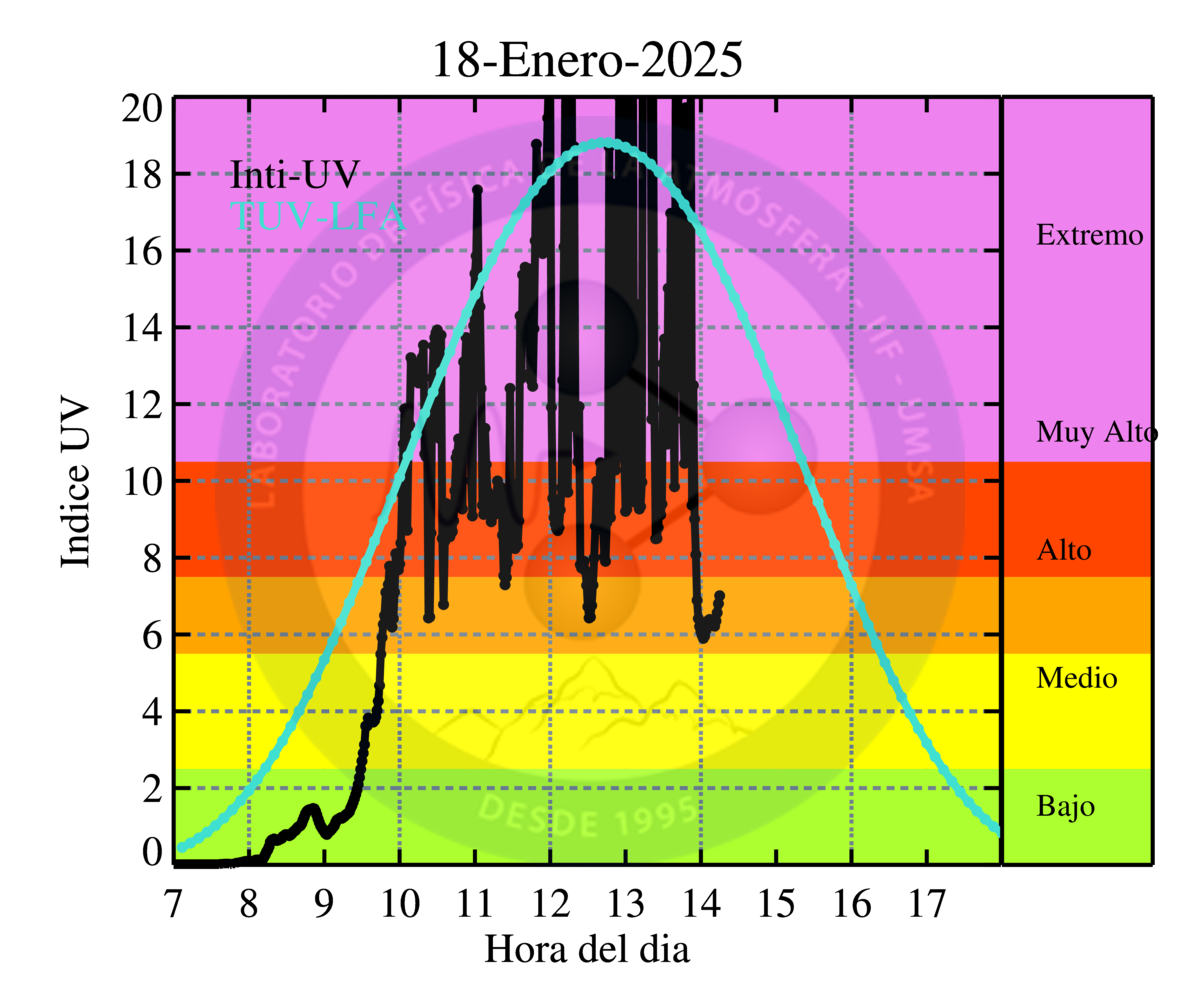 18-Enero-2025
20
18
16
14
12
10
8
6
4
2
0
Indice UV
Inti-UV
TUV-LFA
LABORATORIO DE FÍSICA DE LA ATMÓSFERA - IIF - UMSA
DESDE 1995
Extremo
Muy Alto
Alto
Medio
Bajo
7 8 9 10 11 12 13 14 15 16 17
Hora del dia